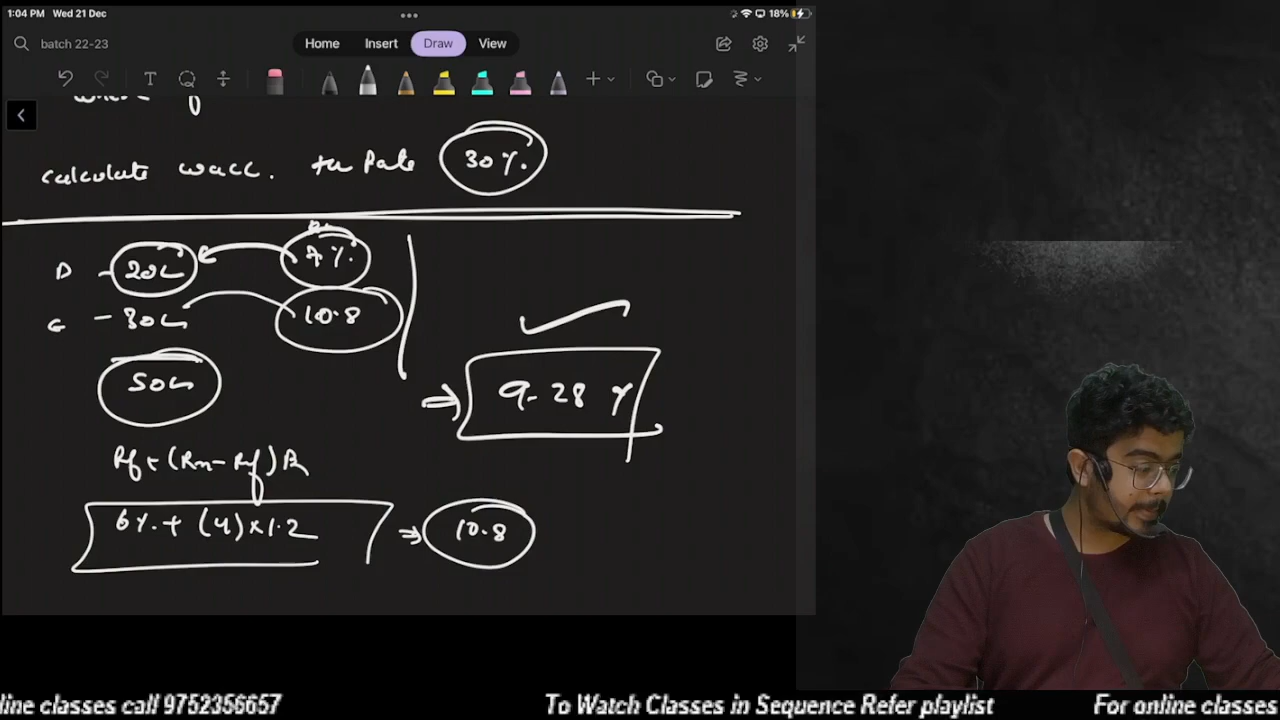 1:04 PM Wed 21 Dec
18%
batch 22-23
Home Insert Draw View
calculate wacc. tax Rate 30%.
D - 20L 7%.
E - 30L 10.8
50L
⇒ 9.28 %
Rf + (Rm - Rf) B
6%. + (4) × 1.2 ⇒ 10.8
line classes call 9752356657 To Watch Classes in Sequence Refer playlist For online classes